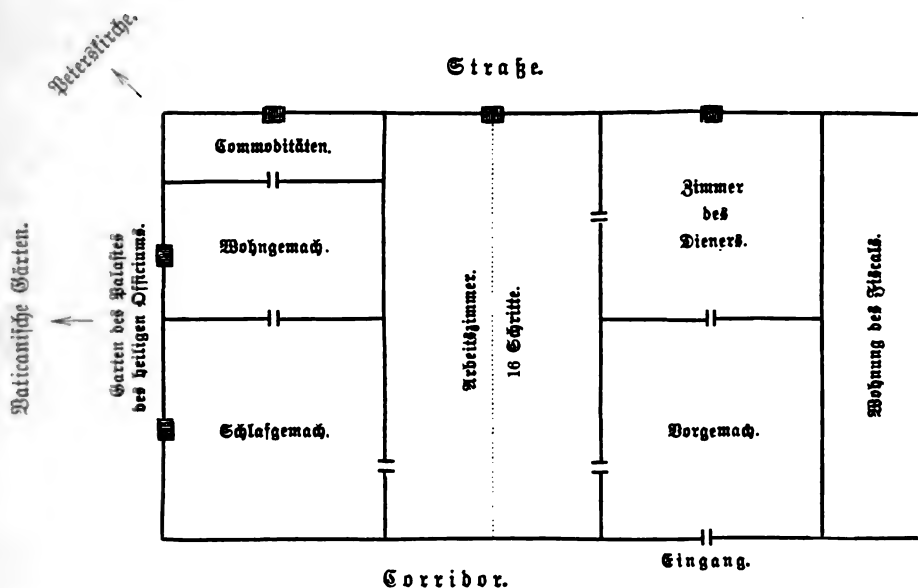 Peterskirche.
Straße.
Commoditäten.
Zimmer
des
Dieners.
Wohngemach.
Vaticanische Gärten.
Garten des Palastes
des heiligen Officiums.
Arbeitszimmer.
16 Schritte.
Wohnung des Fiscals.
Schlafgemach.
Vorgemach.
Eingang.
Corridor.